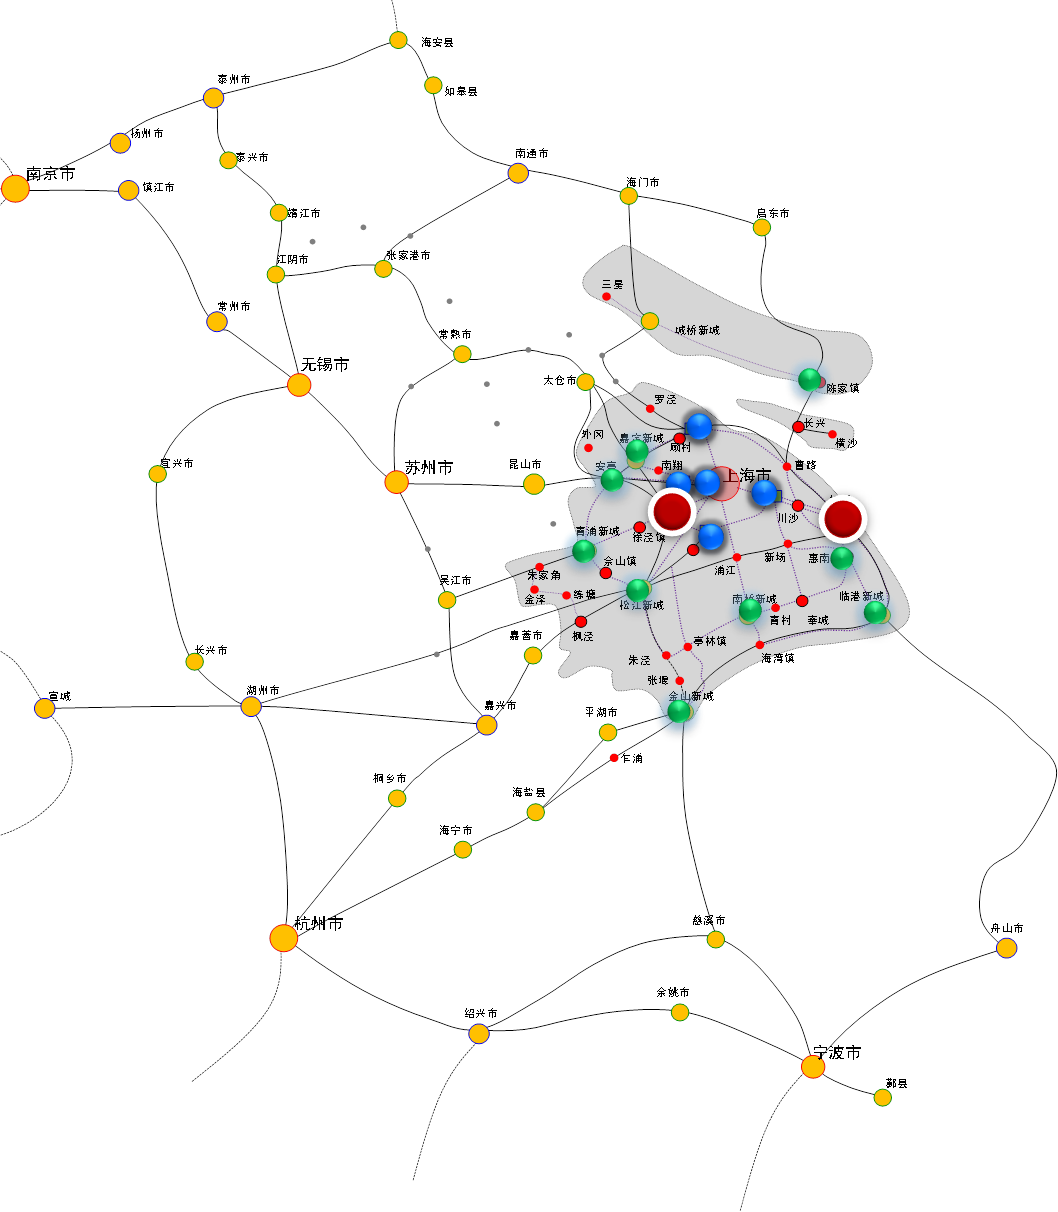 海安县
泰州市
如皋县
扬州市
泰兴市
南通市
南京市
镇江市
海门市
靖江市
启东市
江阴市
张家港市
三星
常州市
城桥新城
常熟市
无锡市
太仓市
陈家镇
罗泾
长兴
外冈
嘉定新城
顾村
横沙
宜兴市
苏州市
昆山市
安亭
南翔
上海市
曹路
川沙
青浦新城
徐泾镇
新场
惠南
佘山镇
浦江
朱家角
吴江市
金泽
练塘
松江新城
南桥新城
临港新城
青村
奉城
枫泾
嘉善市
亭林镇
长兴市
朱泾
海湾镇
张堰
宣城
湖州市
金山新城
嘉兴市
平湖市
乍浦
桐乡市
海盐县
海宁市
杭州市
慈溪市
舟山市
余姚市
绍兴市
宁波市
鄞县